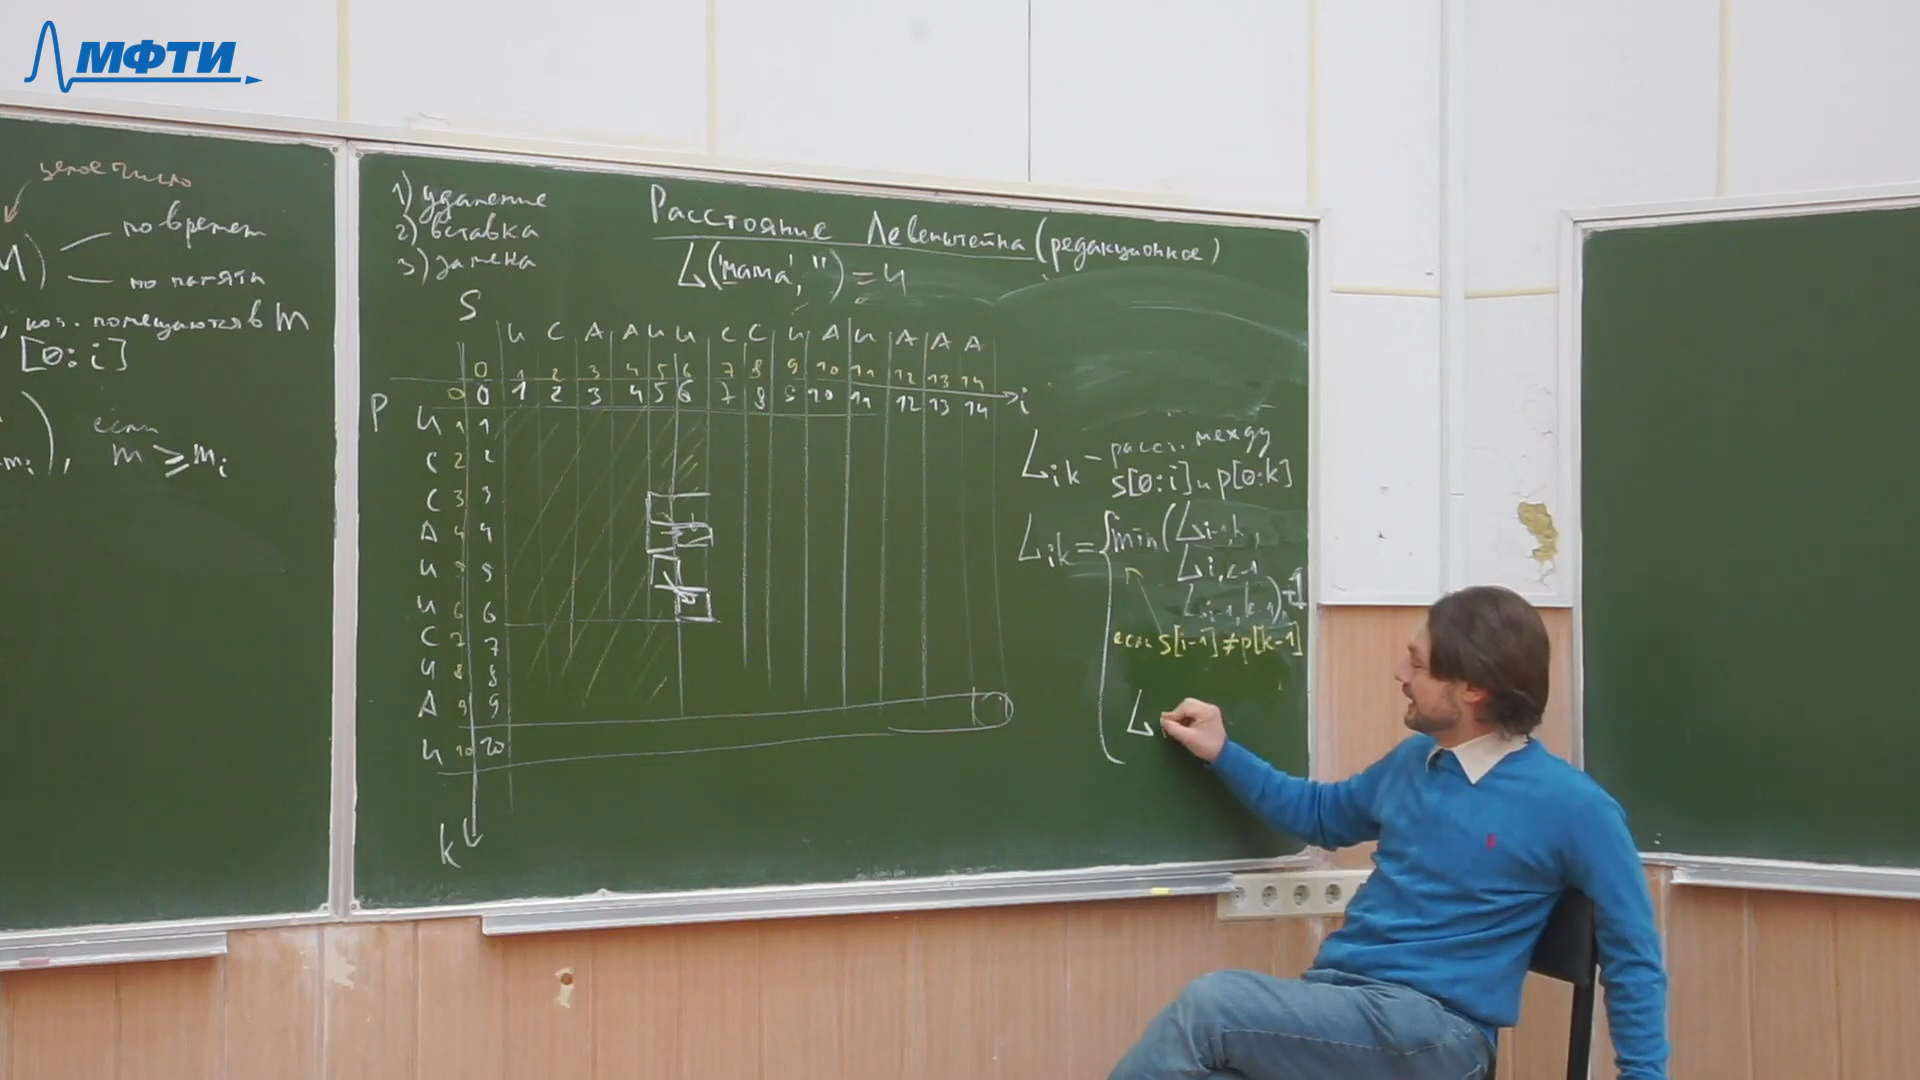 МФТИ
целое число
по времен
M) по памяти
, кот. помещаются в m
[0:i]
если
-mᵢ), m ⩾ mᵢ
1) удаление
2) вставка
3) замена
Расстояние Левенштейна (редакционное)
L('мама', '') = 4
S
И С А А И И С С И А И А А А
0 1 2 3 4 5 6 7 8 9 10 11 12 13 14
P 0 0 1 2 3 4 5 6 7 8 9 10 11 12 13 14 i
И 1 1
С 2 2
С 3 3
А 4 4
И 5 5
И 6 6
С 7 7
И 8 8
А 9 9
И 10 10
k
Lᵢₖ - расст. между
s[0:i] и p[0:k]
Lᵢₖ = { min(Lᵢ₋₁,ₖ,
Lᵢ,ₖ₋₁
Lᵢ₋₁,ₖ₋₁)+1
если s[i-1] ≠ p[k-1]
L